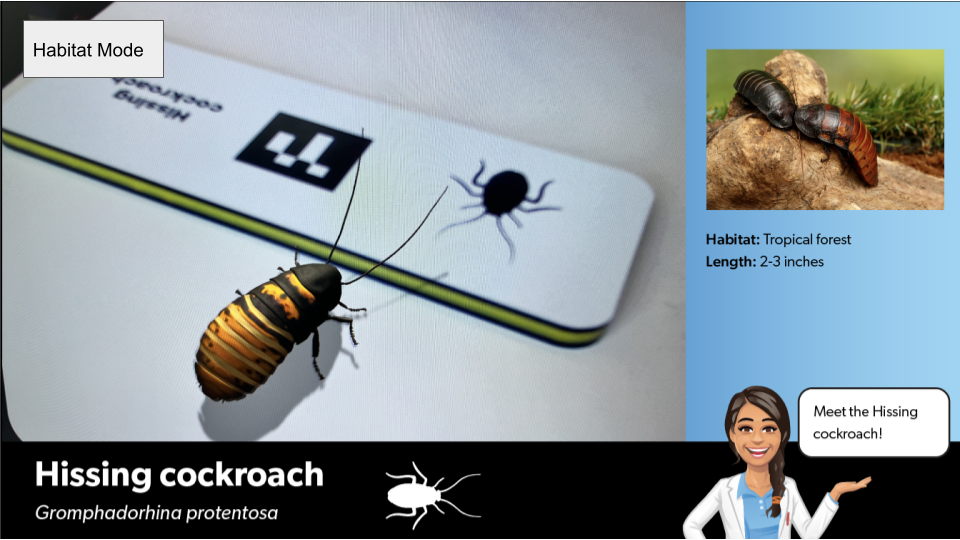 Habitat Mode
Hissing
cockroach
Habitat: Tropical forest
Length: 2-3 inches
Meet the Hissing
cockroach!
Hissing cockroach
Gromphadorhina protentosa